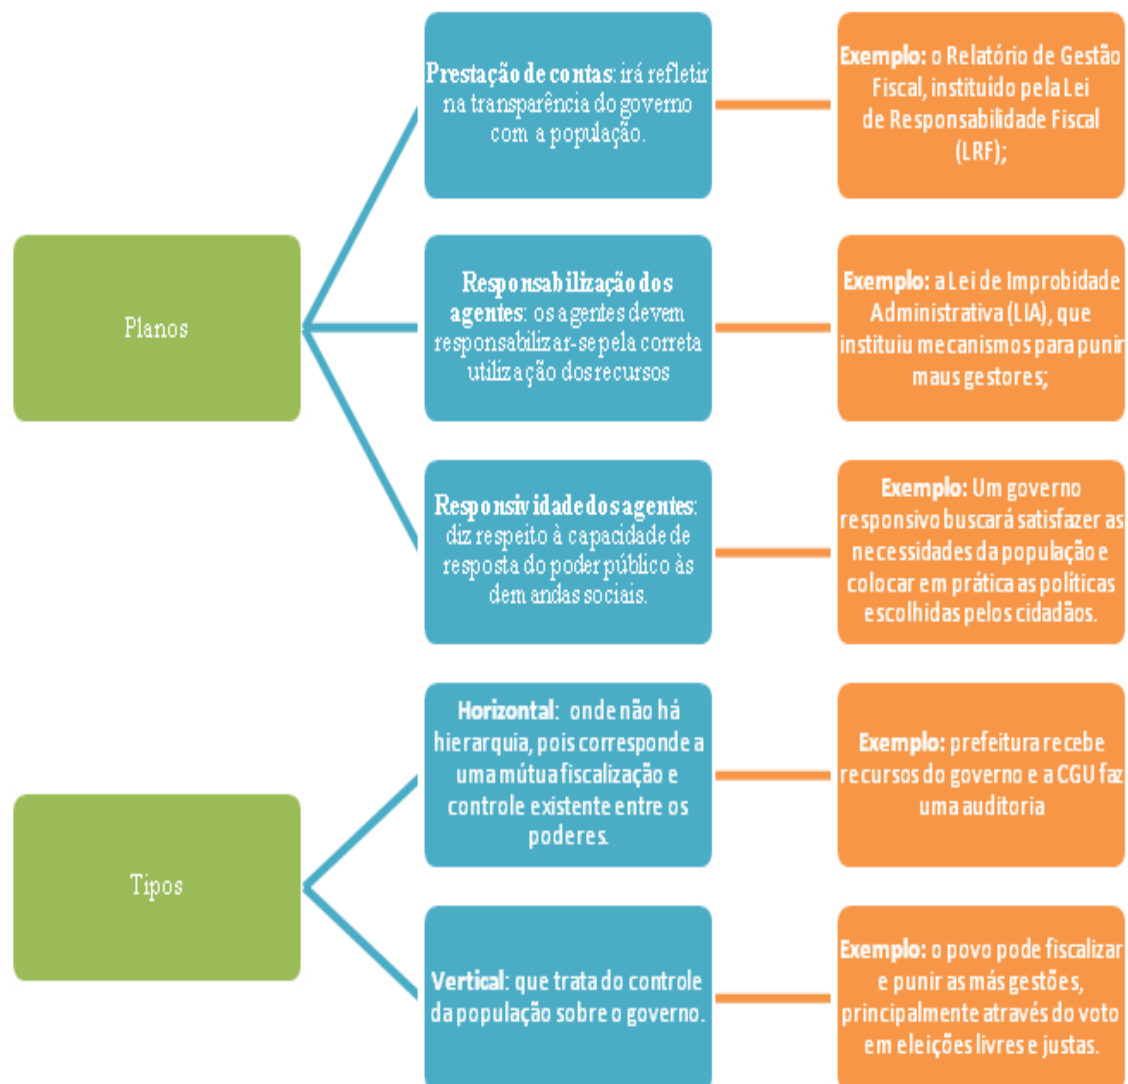 Planos
Prestação de contas: irá refletir
na transparência do governo
com a população.
Exemplo: o Relatório de Gestão
Fiscal, instituído pela Lei
de Responsabilidade Fiscal
(LRF);
Responsabilização dos
agentes: os agentes devem
responsabilizar-se pela correta
utilização dos recursos
Exemplo: a Lei de Improbidade
Administrativa (LIA), que
instituiu mecanismos para punir
maus gestores;
Responsividade dos agentes:
diz respeito à capacidade de
resposta do poder público às
demandas sociais.
Exemplo: Um governo
responsivo buscará satisfazer as
necessidades da população e
colocar em prática as políticas
escolhidas pelos cidadãos.
Tipos
Horizontal: onde não há
hierarquia, pois corresponde a
uma mútua fiscalização e
controle existente entre os
poderes.
Exemplo: prefeitura recebe
recursos do governo e a CGU faz
uma auditoria
Vertical: que trata do controle
da população sobre o governo.
Exemplo: o povo pode fiscalizar
e punir as más gestões,
principalmente através do voto
em eleições livres e justas.